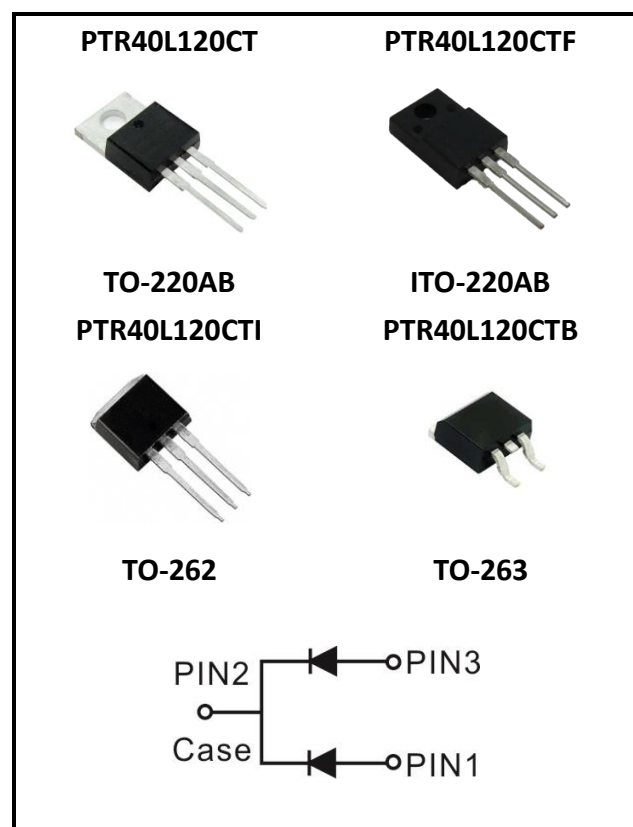 PTR40L120CT PTR40L120CTF
TO-220AB ITO-220AB
PTR40L120CTI PTR40L120CTB
TO-262 TO-263
PIN2 PIN3
Case PIN1